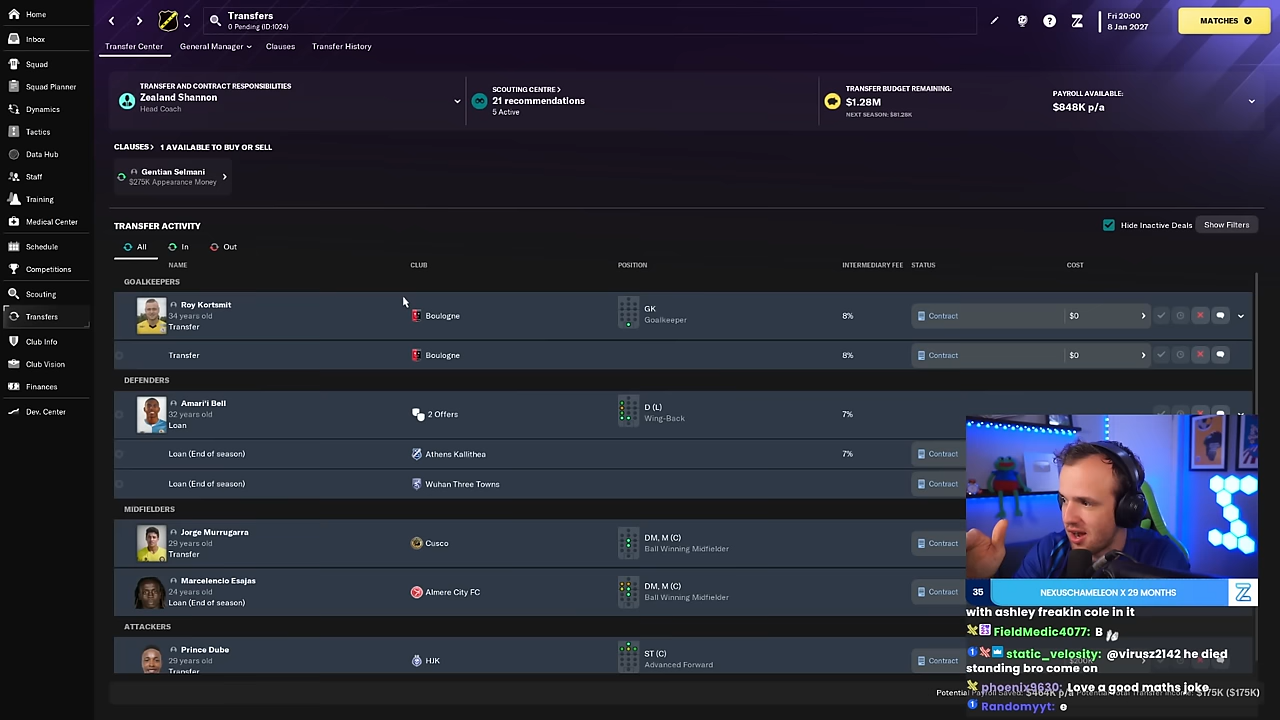 Home
Inbox
Squad
Squad Planner
Dynamics
Tactics
Data Hub
Staff
Training
Medical Center
Schedule
Competitions
Scouting
Transfers
Club Info
Club Vision
Finances
Dev. Center
Transfers
0 Pending (ID:1024)
Fri 20:00
8 Jan 2027
MATCHES
Transfer Center
General Manager
Clauses
Transfer History
TRANSFER AND CONTRACT RESPONSIBILITIES
Zealand Shannon
Head Coach
SCOUTING CENTRE >
21 recommendations
5 Active
TRANSFER BUDGET REMAINING:
$1.28M
NEXT SEASON: $81.28K
PAYROLL AVAILABLE:
$848K p/a
CLAUSES > 1 AVAILABLE TO BUY OR SELL
Gentian Selmani
$275K Appearance Money
TRANSFER ACTIVITY
Hide Inactive Deals
Show Filters
All In Out
NAME CLUB POSITION INTERMEDIARY FEE STATUS COST
GOALKEEPERS
Roy Kortsmit
34 years old
Transfer
Boulogne
GK
Goalkeeper
8%
Contract
$0
Transfer Boulogne 8% Contract $0
DEFENDERS
Amari'i Bell
32 years old
Loan
2 Offers
D (L)
Wing-Back
7%
Loan (End of season) Athens Kallithea 7% Contract
Loan (End of season) Wuhan Three Towns Contract
MIDFIELDERS
Jorge Murrugarra
29 years old
Transfer
Cusco
DM, M (C)
Ball Winning Midfielder
Contract
Marcelencio Esajas
24 years old
Loan (End of season)
Almere City FC
DM, M (C)
Ball Winning Midfielder
Contract
ATTACKERS
Prince Dube
29 years old
Transfer
HJK
ST (C)
Advanced Forward
Contract
35 NEXUSCHAMELEON X 29 MONTHS
with ashley freakin cole in it
FieldMedic4077: B
static_velosity: @virusz2142 he died
standing bro come on
phoenix9630: Love a good maths joke
Randomyyt: